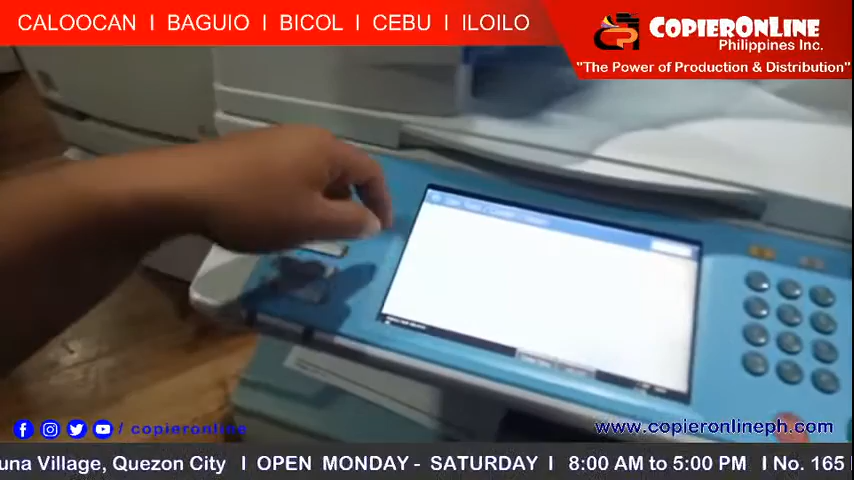 CALOOCAN I BAGUIO I BICOL I CEBU I ILOILO
COPIERONLINE
Philippines Inc.
"The Power of Production & Distribution"
/ copieronline
www.copieronlineph.com
una Village, Quezon City I OPEN MONDAY - SATURDAY I 8:00 AM to 5:00 PM I No. 165